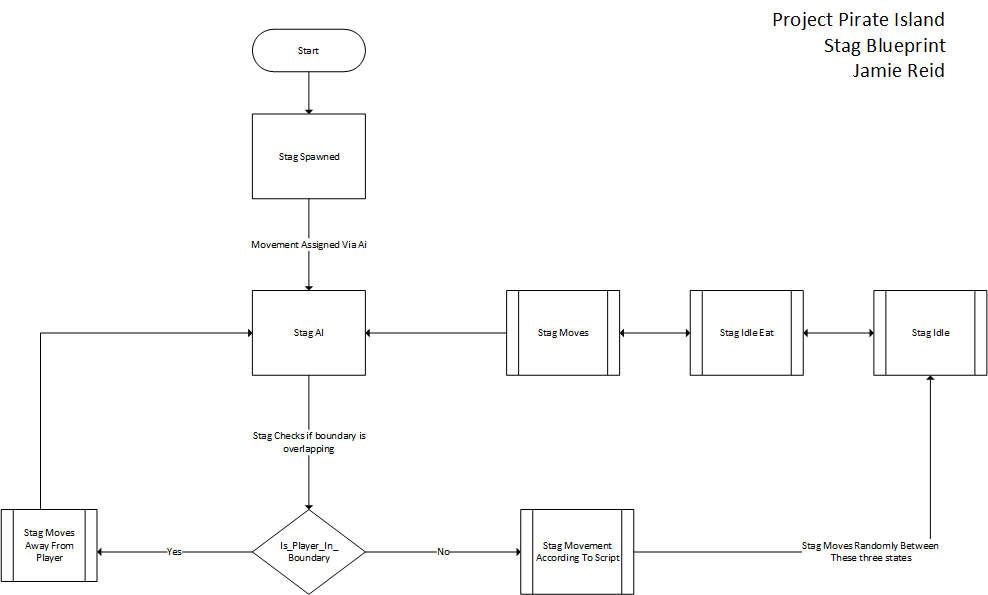 Project Pirate Island
Stag Blueprint
Jamie Reid
Start
Stag Spawned
Movement Assigned Via Ai
Stag AI
Stag Moves
Stag Idle Eat
Stag Idle
Stag Checks if boundary is
overlapping
Stag Moves
Away From
Player
Yes
Is_Player_In_
Boundary
No
Stag Movement
According To Script
Stag Moves Randomly Between
These three states